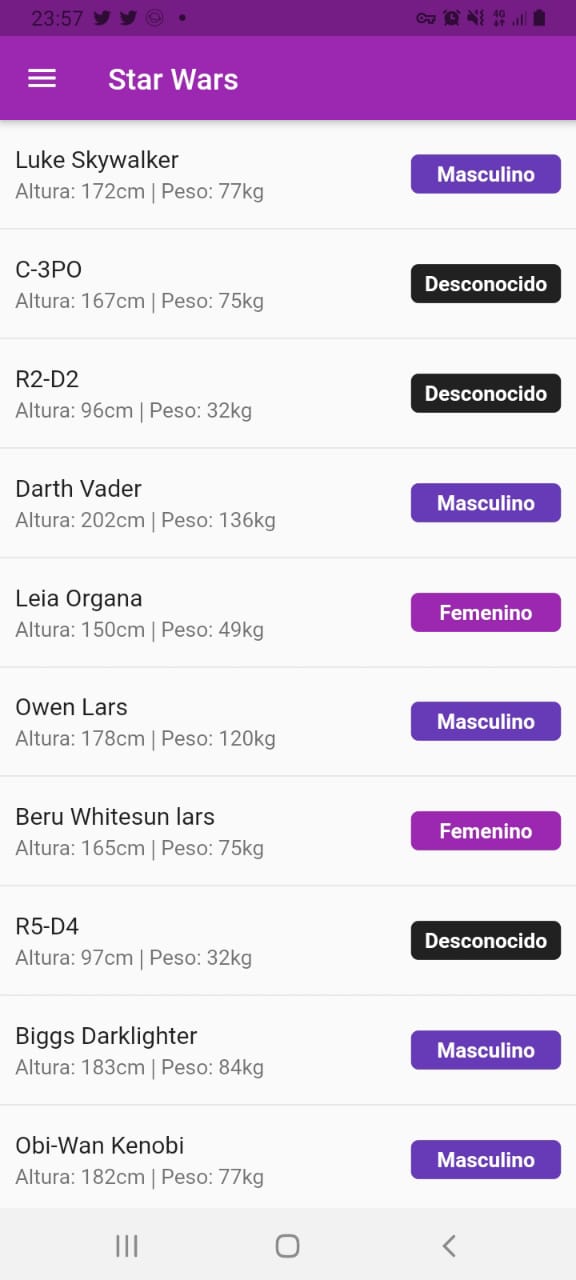 23:57
4G
Star Wars
Luke Skywalker
Altura: 172cm | Peso: 77kg
Masculino
C-3PO
Altura: 167cm | Peso: 75kg
Desconocido
R2-D2
Altura: 96cm | Peso: 32kg
Desconocido
Darth Vader
Altura: 202cm | Peso: 136kg
Masculino
Leia Organa
Altura: 150cm | Peso: 49kg
Femenino
Owen Lars
Altura: 178cm | Peso: 120kg
Masculino
Beru Whitesun lars
Altura: 165cm | Peso: 75kg
Femenino
R5-D4
Altura: 97cm | Peso: 32kg
Desconocido
Biggs Darklighter
Altura: 183cm | Peso: 84kg
Masculino
Obi-Wan Kenobi
Altura: 182cm | Peso: 77kg
Masculino